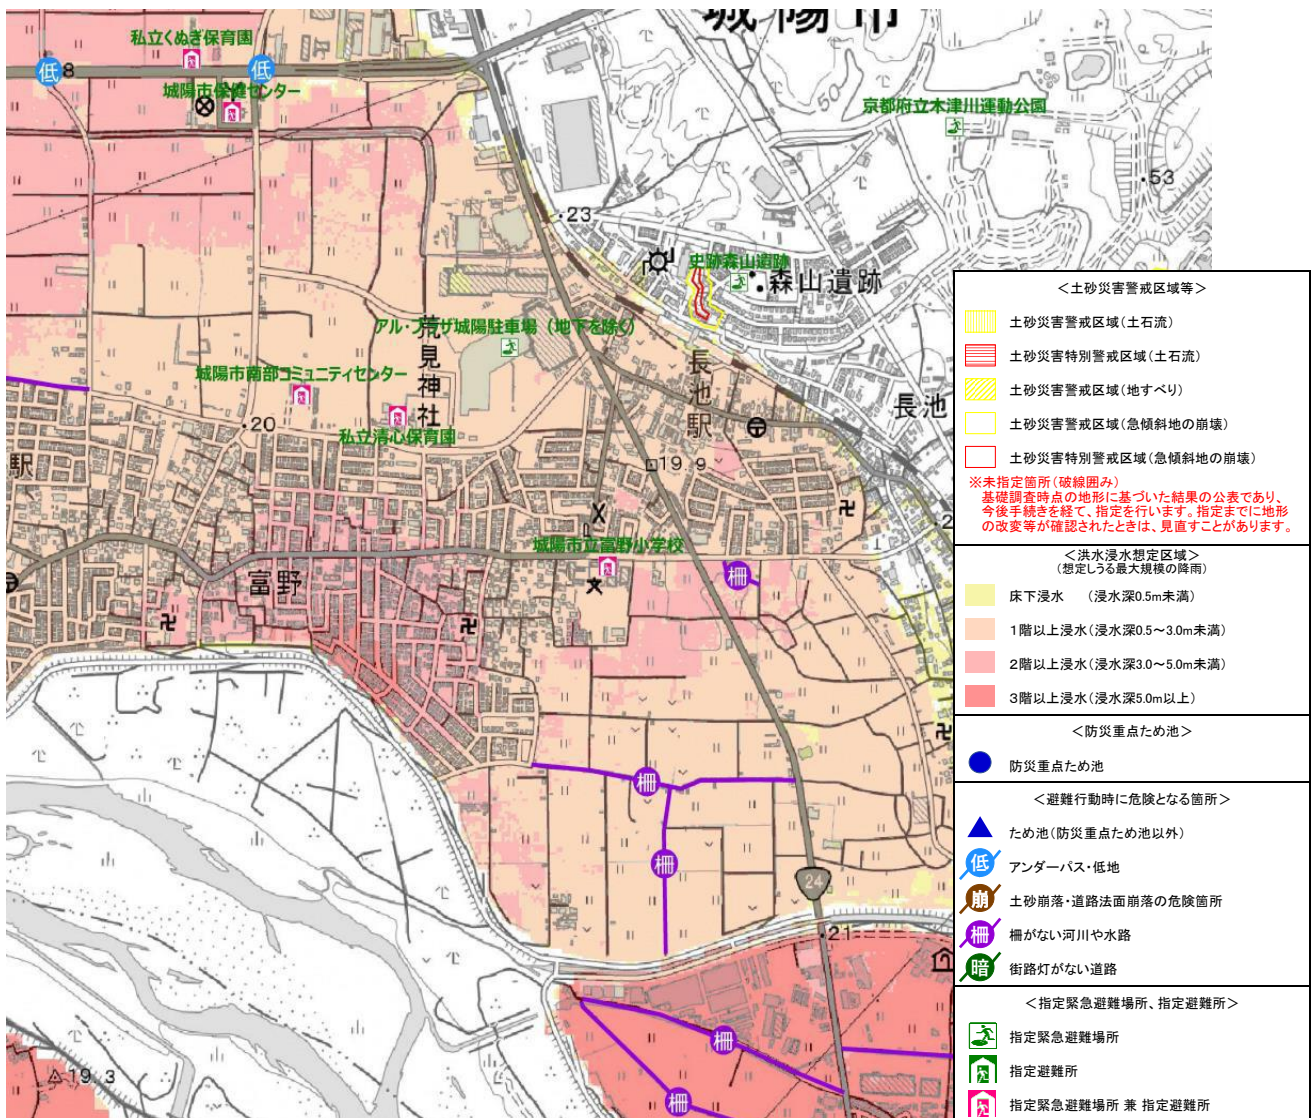 城陽市
私立くぬぎ保育園
低
8
低
城陽市保健センター
京都府立木津川運動公園
50
53
23
史跡森山遺跡
森山遺跡
アル・プラザ城陽駐車場（地下を除く）
荒見神社
長池駅
長池
城陽市南部コミュニティセンター
私立清心保育園
20
駅
19.9
城陽市立富野小学校
富野
柵
柵
柵
24
21
柵
柵
19.3
＜土砂災害警戒区域等＞
土砂災害警戒区域（土石流）
土砂災害特別警戒区域（土石流）
土砂災害警戒区域（地すべり）
土砂災害警戒区域（急傾斜地の崩壊）
土砂災害特別警戒区域（急傾斜地の崩壊）
※未指定箇所（破線囲み）
基礎調査時点の地形に基づいた結果の公表であり、
今後手続きを経て、指定を行います。指定までに地形
の改変等が確認されたときは、見直すことがあります。
＜洪水浸水想定区域＞
（想定しうる最大規模の降雨）
床下浸水　（浸水深0.5m未満）
1階以上浸水（浸水深0.5～3.0m未満）
2階以上浸水（浸水深3.0～5.0m未満）
3階以上浸水（浸水深5.0m以上）
＜防災重点ため池＞
防災重点ため池
＜避難行動時に危険となる箇所＞
ため池（防災重点ため池以外）
低 アンダーパス・低地
崩 土砂崩落・道路法面崩落の危険箇所
柵 柵がない河川や水路
暗 街路灯がない道路
＜指定緊急避難場所、指定避難所＞
指定緊急避難場所
指定避難所
指定緊急避難場所 兼 指定避難所